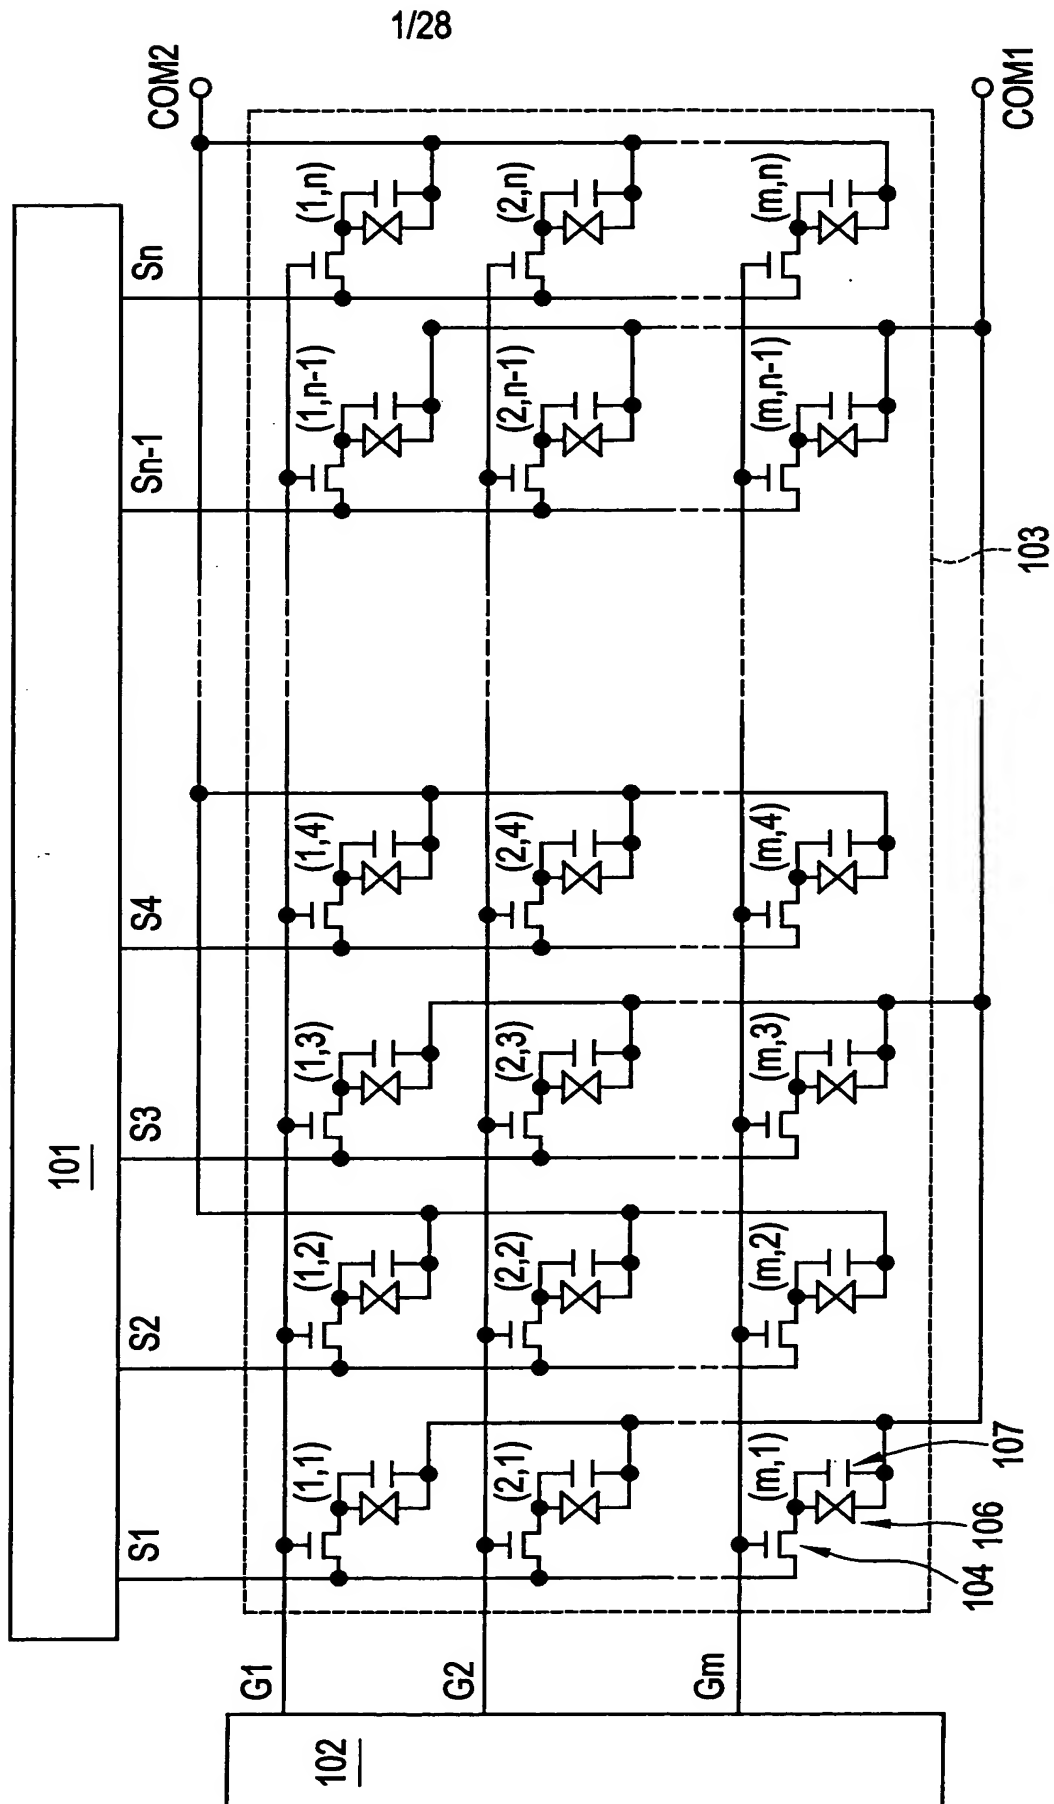 1/28
COM2
COM1
101
S1
S2
S3
S4
Sn-1
Sn
102
G1
G2
Gm
(1,1)
(1,2)
(1,3)
(1,4)
(1,n-1)
(1,n)
(2,1)
(2,2)
(2,3)
(2,4)
(2,n-1)
(2,n)
(m,1)
(m,2)
(m,3)
(m,4)
(m,n-1)
(m,n)
103
104
106
107